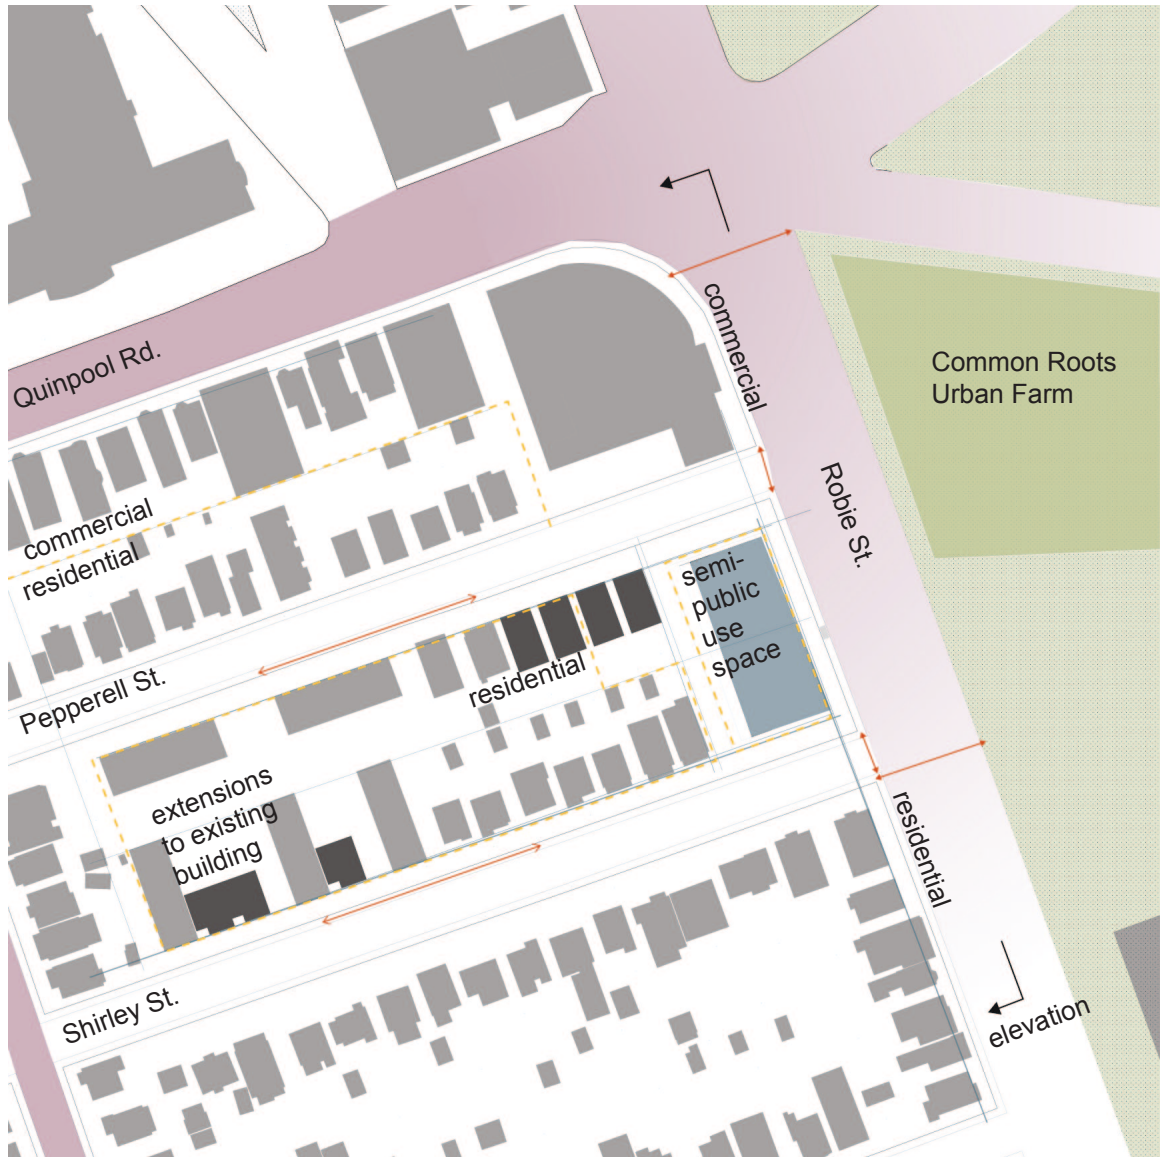 Quinpool Rd.
commercial
Common Roots
Urban Farm
Robie St.
commercial
residential
semi-
public
use
space
residential
Pepperell St.
extensions
to existing
building
residential
Shirley St.
elevation